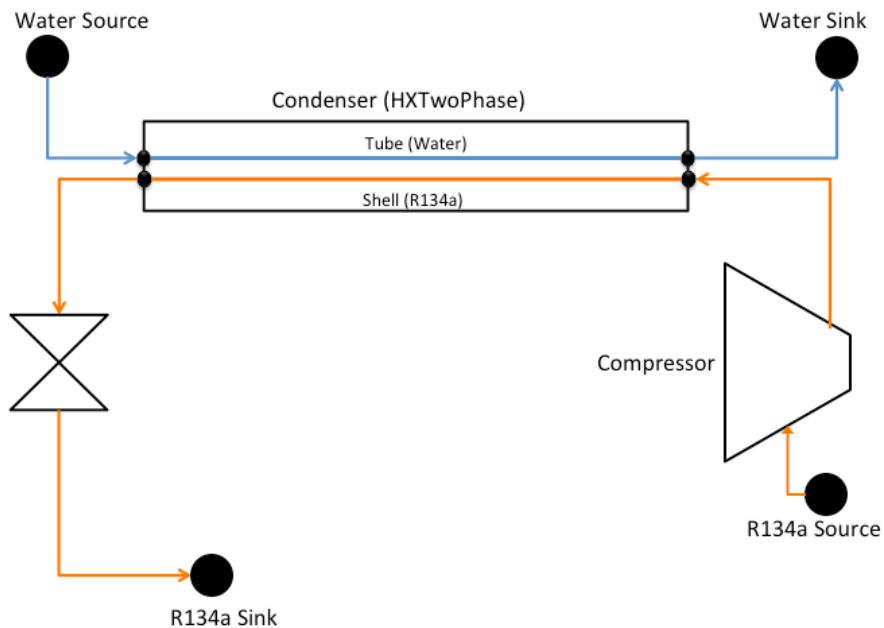 Water Source
Water Sink
Condenser (HXTwoPhase)
Tube (Water)
Shell (R134a)
Compressor
R134a Source
R134a Sink